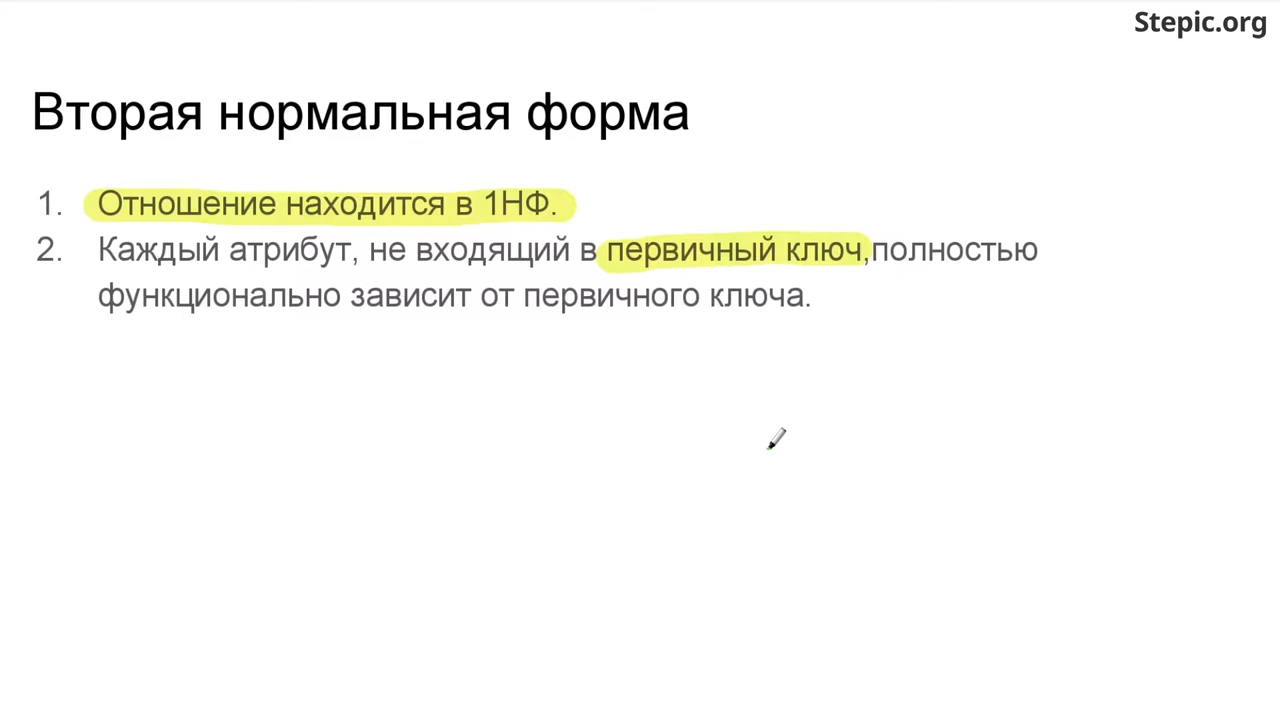 Stepic.org
Вторая нормальная форма
1. Отношение находится в 1НФ.
2. Каждый атрибут, не входящий в первичный ключ,полностью
функционально зависит от первичного ключа.